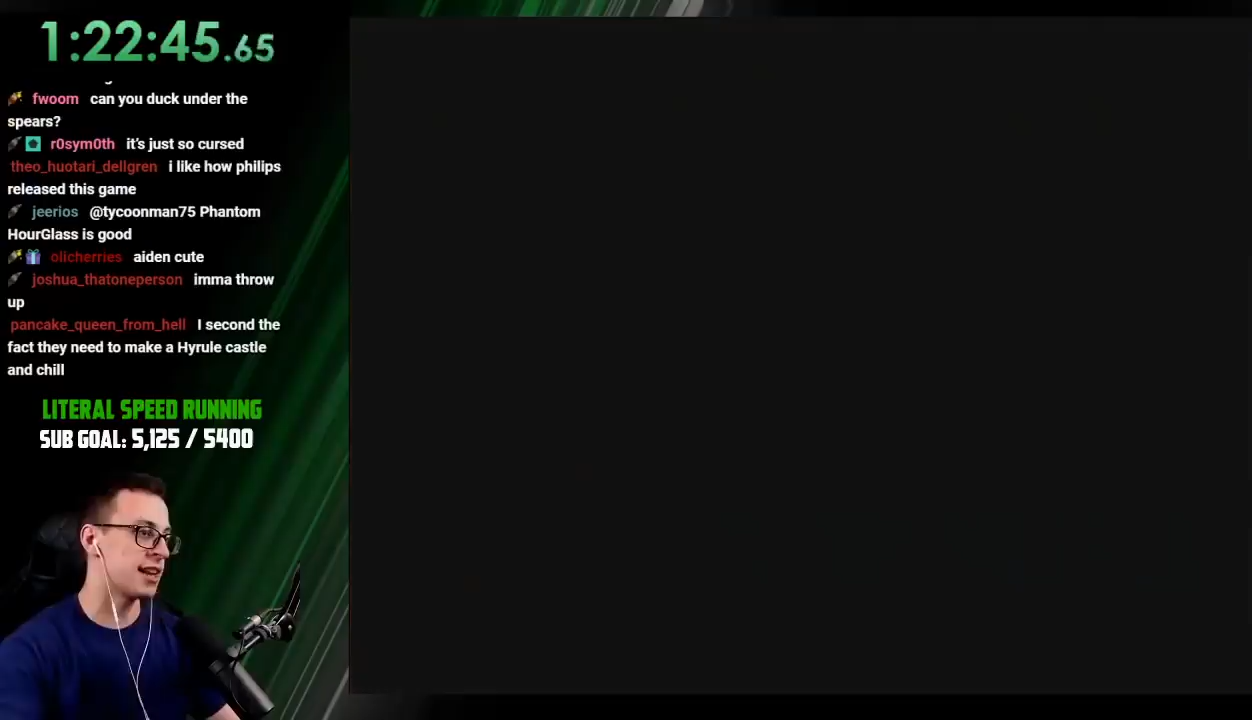 1:22:45.65
fwoom can you duck under the
spears?
r0sym0th it's just so cursed
theo_huotari_dellgren i like how philips
released this game
jeerios @tycoonman75 Phantom
HourGlass is good
olicherries aiden cute
joshua_thatoneperson imma throw
up
pancake_queen_from_hell I second the
fact they need to make a Hyrule castle
and chill
LITERAL SPEED RUNNING
SUB GOAL: 5,125 / 5400